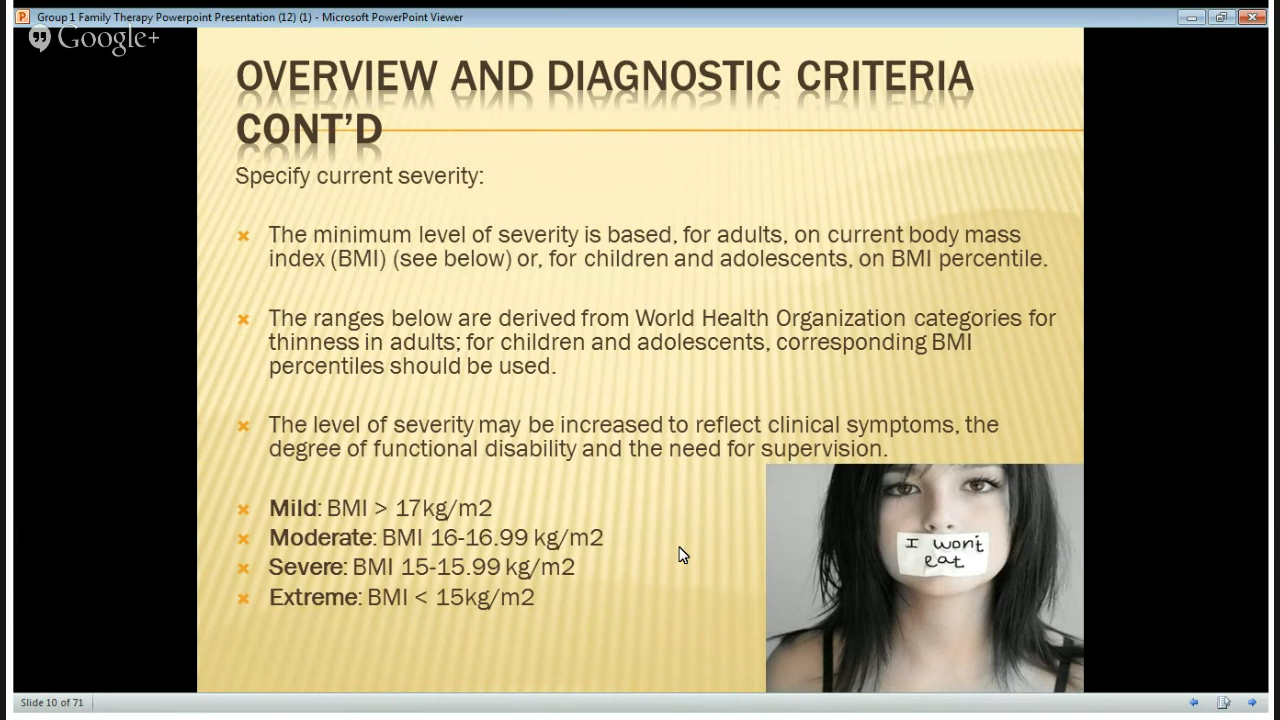 Group 1 Family Therapy Powerpoint Presentation (12) (1) - Microsoft PowerPoint Viewer
Google+
OVERVIEW AND DIAGNOSTIC CRITERIA
CONT'D
Specify current severity:
The minimum level of severity is based, for adults, on current body mass
index (BMI) (see below) or, for children and adolescents, on BMI percentile.
The ranges below are derived from World Health Organization categories for
thinness in adults; for children and adolescents, corresponding BMI
percentiles should be used.
The level of severity may be increased to reflect clinical symptoms, the
degree of functional disability and the need for supervision.
Mild: BMI > 17kg/m2
Moderate: BMI 16-16.99 kg/m2
Severe: BMI 15-15.99 kg/m2
Extreme: BMI < 15kg/m2
I won't
eat
Slide 10 of 71